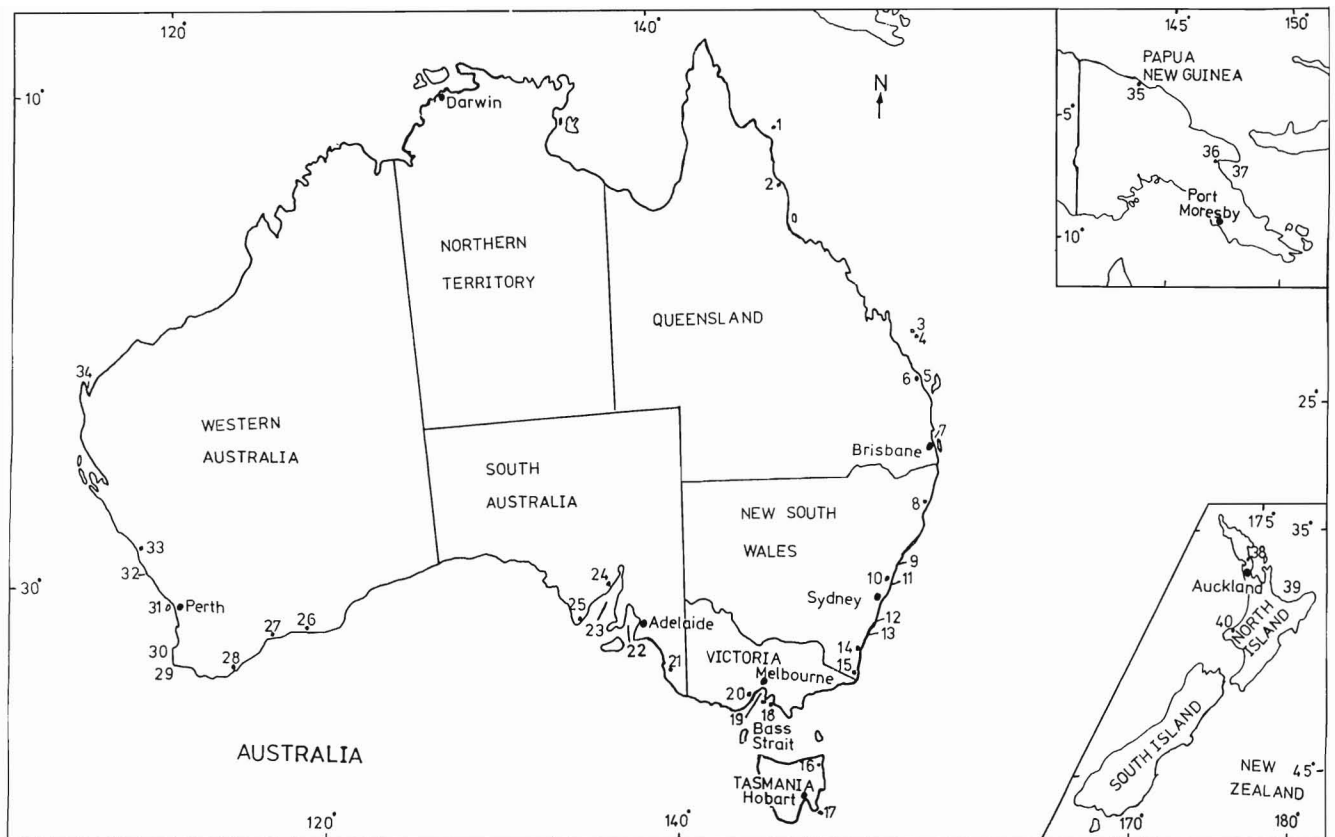 120°
140°
145°
150°
10°
Darwin
N
1
2
PAPUA
NEW GUINEA
35
5°
36
37
Port
Moresby
10°
NORTHERN
TERRITORY
QUEENSLAND
3
4
34
6
5
25°
WESTERN
AUSTRALIA
7
Brisbane
SOUTH
AUSTRALIA
8
NEW SOUTH
WALES
175°
35°
33
32
9
38
30°
24
10
11
Auckland
39
31
Perth
25
Sydney
23
Adelaide
12
27
26
22
13
40
NORTH
ISLAND
30
29
28
21
VICTORIA
14
Melbourne
15
20
19
18
Bass
Strait
AUSTRALIA
16
TASMANIA
Hobart
17
SOUTH ISLAND
NEW
ZEALAND
45°
120°
140°
170°
180°